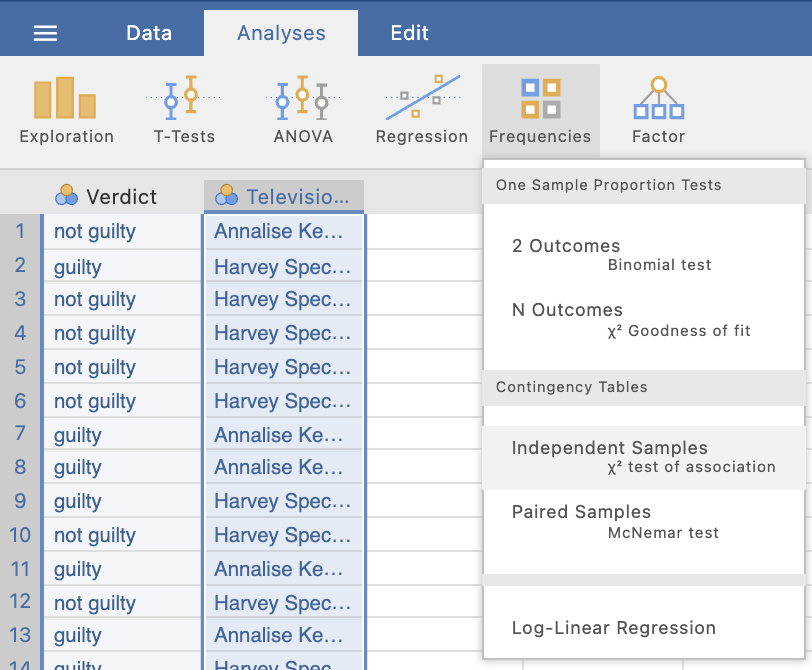 Data Analyses Edit
Exploration T-Tests ANOVA Regression Frequencies Factor
Verdict Televisio...
1 not guilty Annalise Ke...
2 guilty Harvey Spec...
3 not guilty Harvey Spec...
4 not guilty Harvey Spec...
5 not guilty Harvey Spec...
6 not guilty Harvey Spec...
7 guilty Annalise Ke...
8 guilty Annalise Ke...
9 guilty Harvey Spec...
10 not guilty Harvey Spec...
11 guilty Annalise Ke...
12 not guilty Harvey Spec...
13 guilty Annalise Ke...
14 guilty Harvey Spec...
One Sample Proportion Tests
2 Outcomes
Binomial test
N Outcomes
χ² Goodness of fit
Contingency Tables
Independent Samples
χ² test of association
Paired Samples
McNemar test
Log-Linear Regression